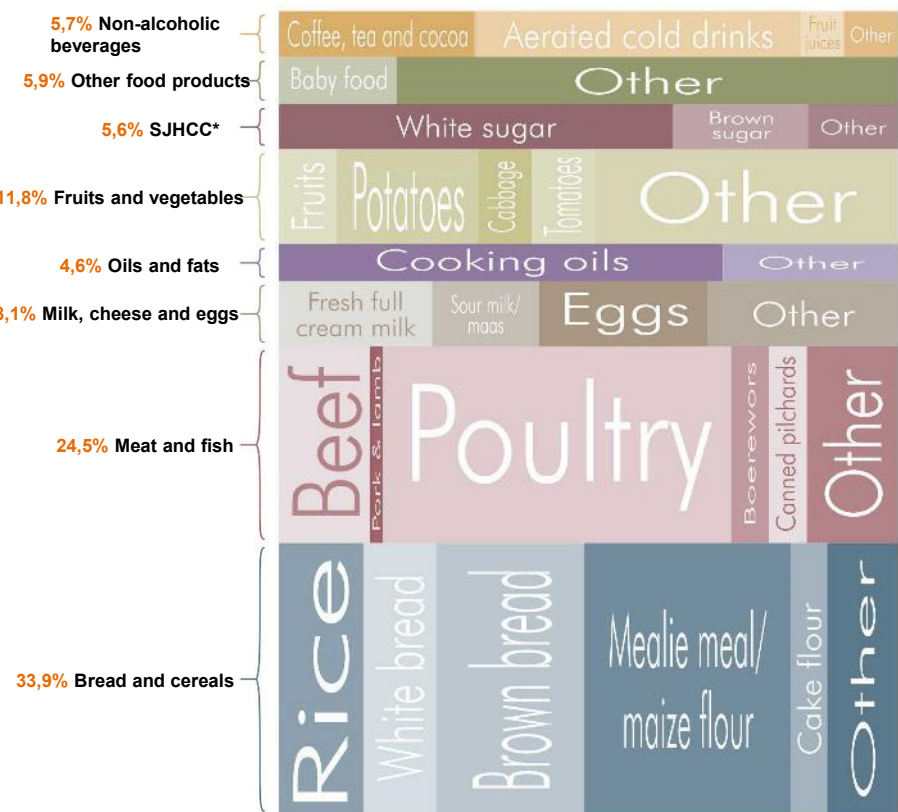 5,7% Non-alcoholic
beverages
Coffee, tea and cocoa
Aerated cold drinks
Fruit
juices
Other
5,9% Other food products
Baby food
Other
5,6% SJHCC*
White sugar
Brown
sugar
Other
11,8% Fruits and vegetables
Fruits
Potatoes
Cabbage
Tomatoes
Other
4,6% Oils and fats
Cooking oils
Other
8,1% Milk, cheese and eggs
Fresh full
cream milk
Sour milk/
maas
Eggs
Other
24,5% Meat and fish
Beef
Pork & lamb
Poultry
Boerewors
Canned pilchards
Other
33,9% Bread and cereals
Rice
White bread
Brown bread
Mealie meal/
maize flour
Cake flour
Other